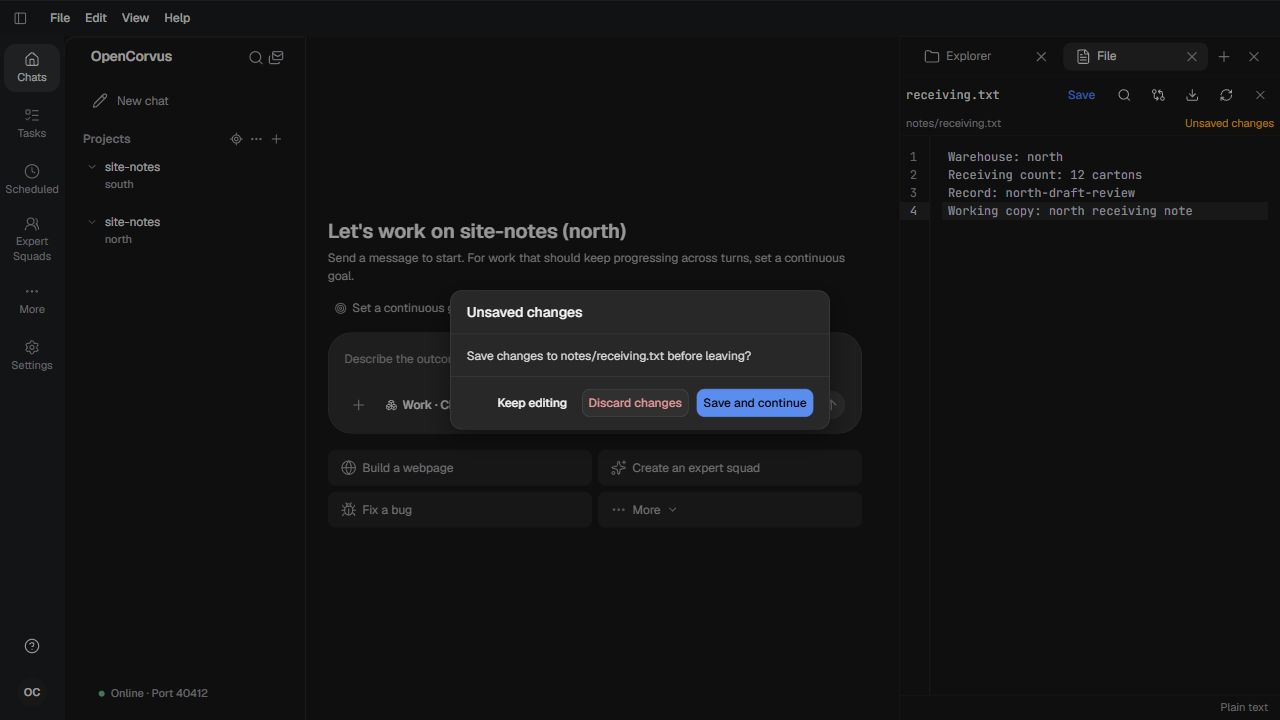 File Edit View Help
Chats
Tasks
Scheduled
Expert
Squads
More
Settings
OC
OpenCorvus
New chat
Projects
site-notes
south
site-notes
north
Online · Port 40412
Let's work on site-notes (north)
Send a message to start. For work that should keep progressing across turns, set a continuous
goal.
Set a continuous
Describe the
Work ·
Build a webpage
Create an expert squad
Fix a bug
More
Unsaved changes
Save changes to notes/receiving.txt before leaving?
Keep editing Discard changes Save and continue
Explorer File
receiving.txt Save
notes/receiving.txt Unsaved changes
1 Warehouse: north
2 Receiving count: 12 cartons
3 Record: north-draft-review
4 Working copy: north receiving note
Plain text